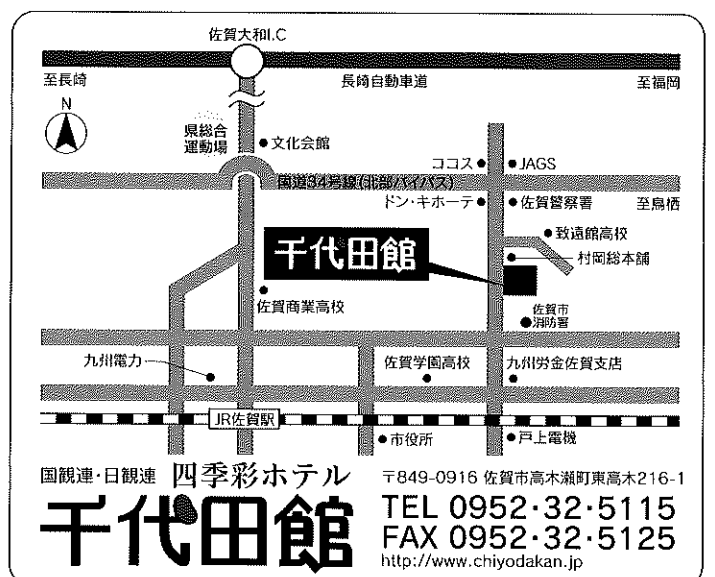 佐賀大和I.C
至長崎
長崎自動車道
至福岡
N
県総合
運動場
文化会館
ココス
JAGS
国道34号線(北部バイパス)
ドン・キホーテ
佐賀警察署
至鳥栖
致遠館高校
千代田館
村岡総本舗
佐賀商業高校
佐賀市
消防署
九州電力
佐賀学園高校
九州労金佐賀支店
JR佐賀駅
市役所
戸上電機
国観連・日観連 四季彩ホテル
千代田館
〒849-0916 佐賀市高木瀬町東高木216-1
TEL 0952・32・5115
FAX 0952・32・5125
http://www.chiyodakan.jp